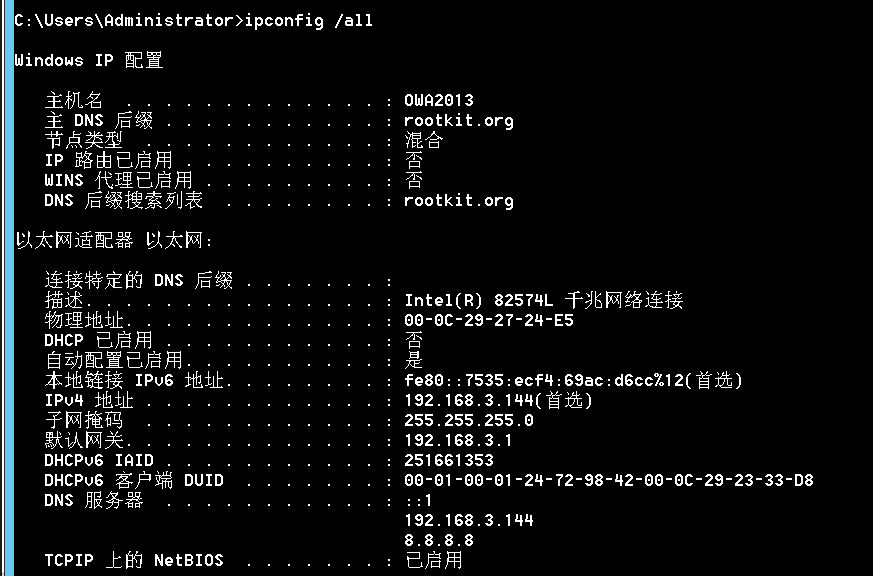 C:\Users\Administrator>ipconfig /all
Windows IP 配置
主机名 . . . . . . . . . . . . . : OWA2013
主 DNS 后缀 . . . . . . . . . . . : rootkit.org
节点类型 . . . . . . . . . . . . : 混合
IP 路由已启用 . . . . . . . . . . : 否
WINS 代理已启用 . . . . . . . . . : 否
DNS 后缀搜索列表 . . . . . . . . : rootkit.org
以太网适配器 以太网:
连接特定的 DNS 后缀 . . . . . . . :
描述. . . . . . . . . . . . . . . : Intel(R) 82574L 千兆网络连接
物理地址. . . . . . . . . . . . . : 00-0C-29-27-24-E5
DHCP 已启用 . . . . . . . . . . . : 否
自动配置已启用. . . . . . . . . . : 是
本地链接 IPv6 地址. . . . . . . . : fe80::7535:ecf4:69ac:d6cc%12(首选)
IPv4 地址 . . . . . . . . . . . . : 192.168.3.144(首选)
子网掩码 . . . . . . . . . . . . : 255.255.255.0
默认网关. . . . . . . . . . . . . : 192.168.3.1
DHCPv6 IAID . . . . . . . . . . . : 251661353
DHCPv6 客户端 DUID . . . . . . . : 00-01-00-01-24-72-98-42-00-0C-29-23-33-D8
DNS 服务器 . . . . . . . . . . . : ::1
192.168.3.144
8.8.8.8
TCPIP 上的 NetBIOS . . . . . . . : 已启用